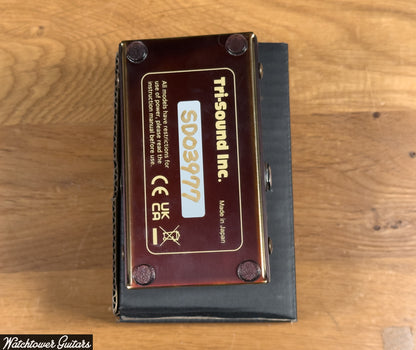 Tri-Sound Inc.
Made in Japan
SD03977
All models have restrictions for
use of power, please read the
instruction manual before use.
CE
UK
CA
Watchtower Guitars